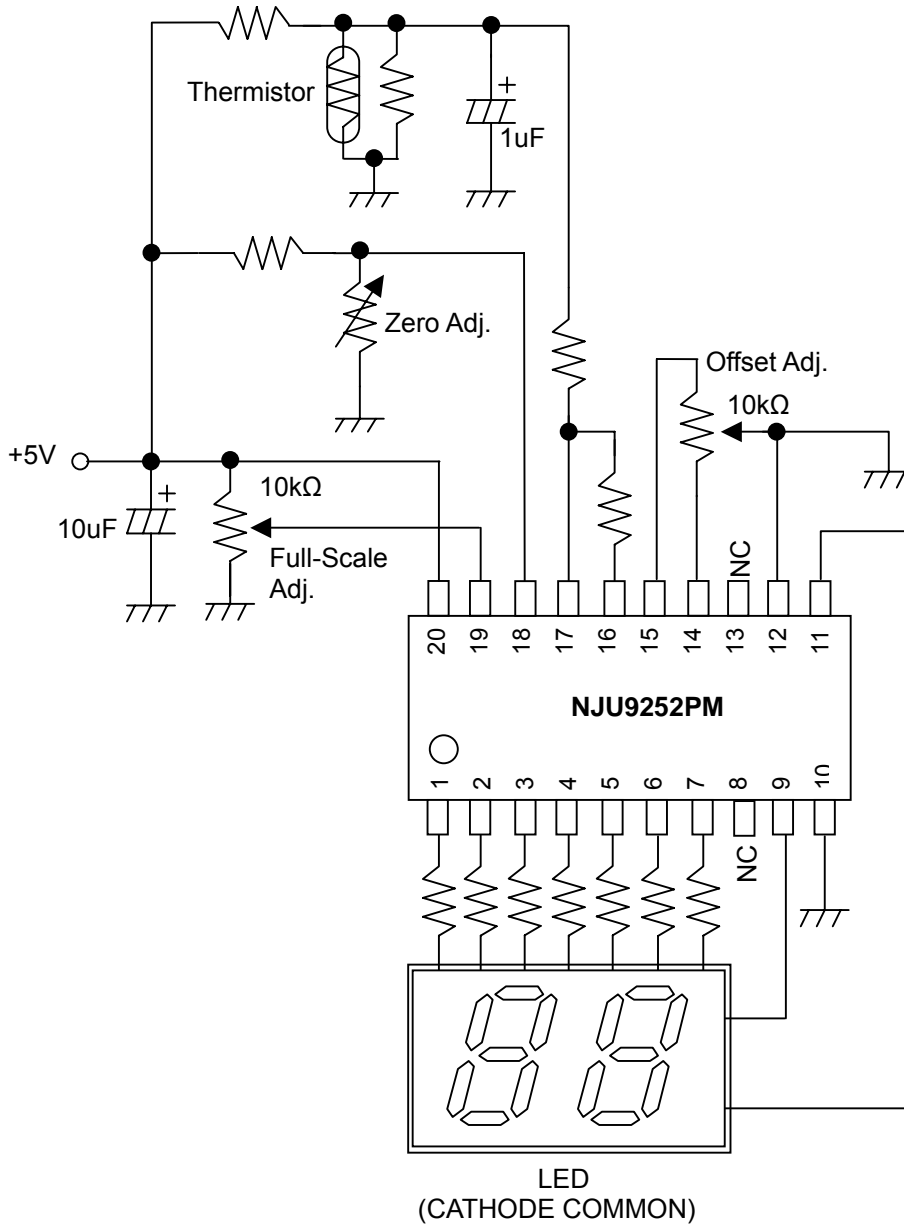 Thermistor
+
1uF
Zero Adj.
Offset Adj.
10kΩ
+5V
+
10uF
10kΩ
Full-Scale
Adj.
NC
20 19 18 17 16 15 14 13 12 11
NJU9252PM
1 2 3 4 5 6 7 8 9 10
NC
LED
(CATHODE COMMON)